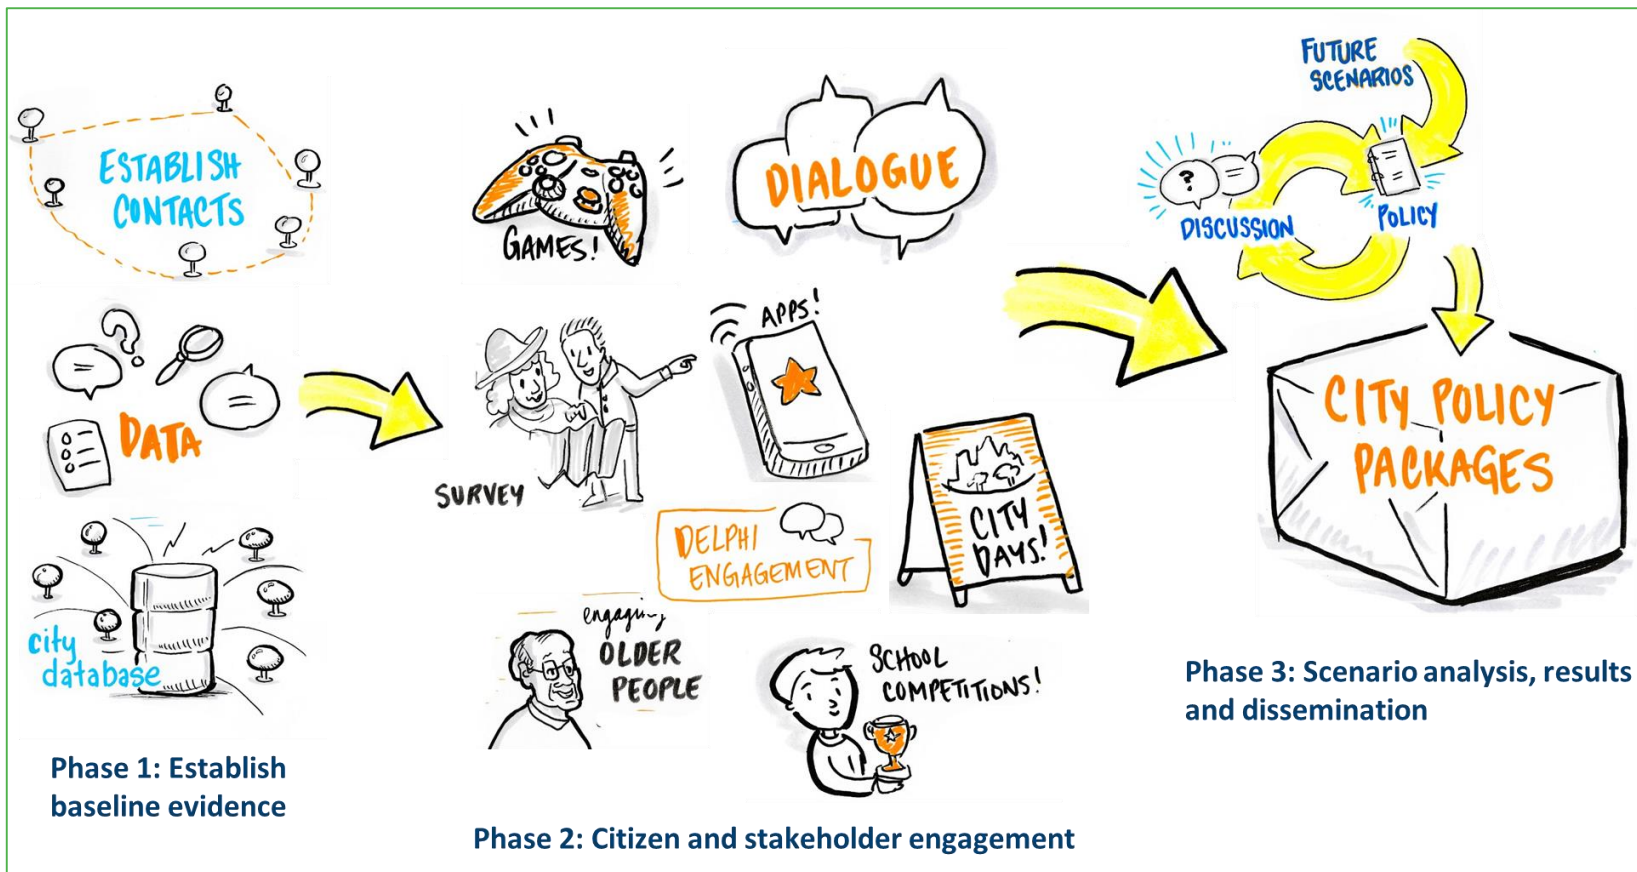 ESTABLISH
CONTACTS
DATA
city
database
Phase 1: Establish
baseline evidence
GAMES!
DIALOGUE
SURVEY
APPS!
DELPHI
ENGAGEMENT
CITY
DAYS!
engaging
OLDER
PEOPLE
SCHOOL
COMPETITIONS!
Phase 2: Citizen and stakeholder engagement
FUTURE
SCENARIOS
?
DISCUSSION
POLICY
CITY POLICY
PACKAGES
Phase 3: Scenario analysis, results
and dissemination